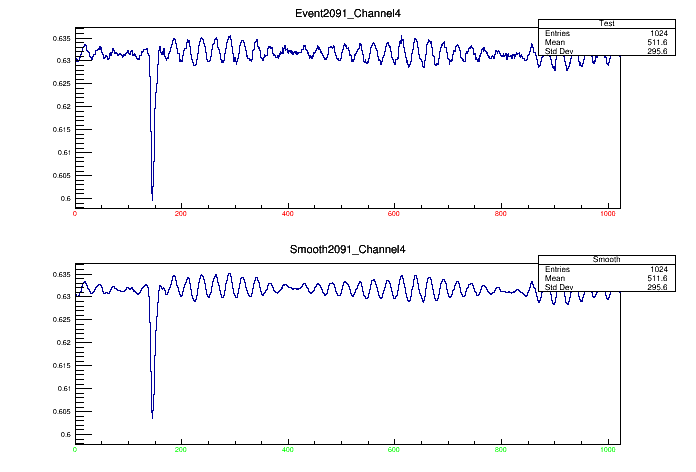 Event2091_Channel4
Test
Entries 1024
Mean 511.6
Std Dev 295.6
0.635
0.63
0.625
0.62
0.615
0.61
0.605
0.6
0 200 400 600 800 1000
Smooth2091_Channel4
Smooth
Entries 1024
Mean 511.6
Std Dev 295.6
0.635
0.63
0.625
0.62
0.615
0.61
0.605
0.6
0 200 400 600 800 1000